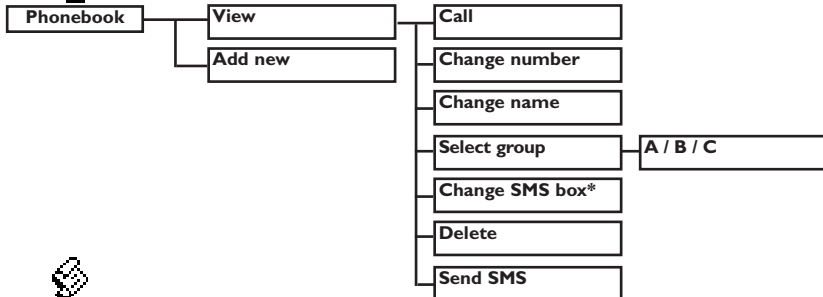 Phonebook
View
Call
Add new
Change number
Change name
Select group
A / B / C
Change SMS box*
Delete
Send SMS